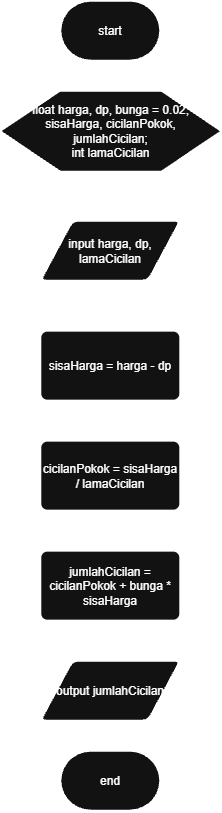 start
float harga, dp, bunga = 0.02,
sisaHarga, cicilanPokok,
jumlahCicilan;
int lamaCicilan
input harga, dp,
lamaCicilan
sisaHarga = harga - dp
cicilanPokok = sisaHarga
/ lamaCicilan
jumlahCicilan =
cicilanPokok + bunga *
sisaHarga
output jumlahCicilan
end